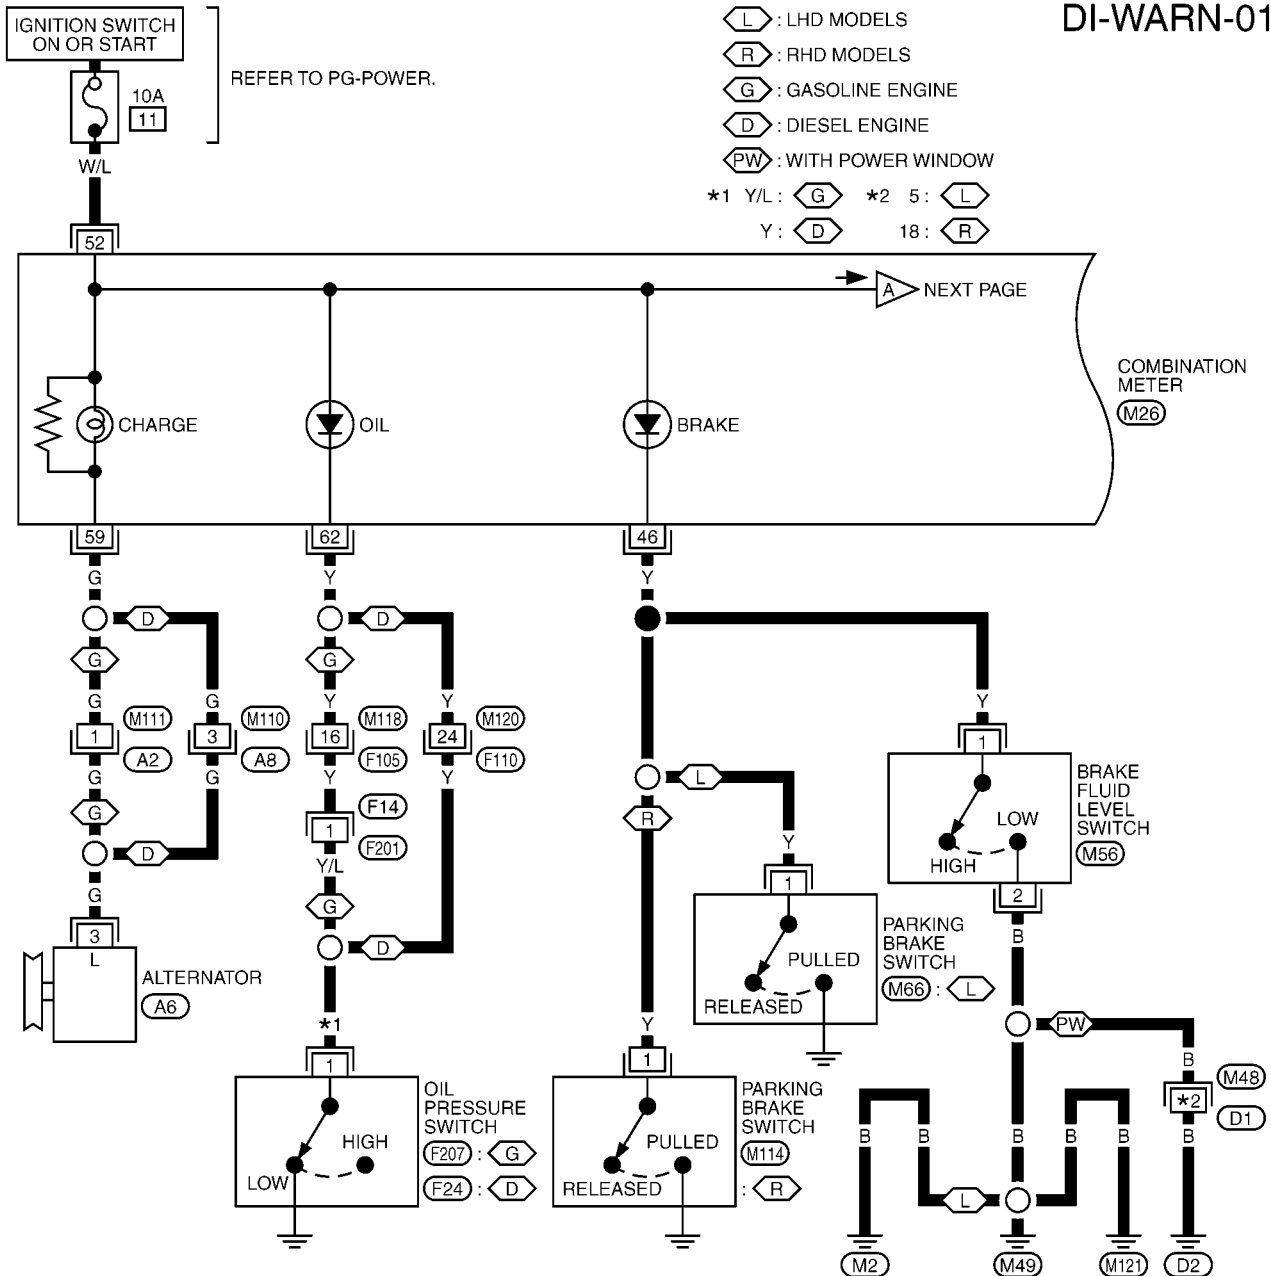 DI-WARN-01
IGNITION SWITCH
ON OR START
10A
11
REFER TO PG-POWER.
L : LHD MODELS
R : RHD MODELS
G : GASOLINE ENGINE
D : DIESEL ENGINE
PW : WITH POWER WINDOW
*1 Y/L : G *2 5 : L
Y : D 18 : R
W/L
52
A NEXT PAGE
COMBINATION
METER
M26
CHARGE
OIL
BRAKE
59
62
46
G
Y
Y
D
D
G
G
G
G
Y
Y
Y
1
M111
A2
3
M110
A8
16
M118
F105
24
M120
F110
1
G
G
Y
Y
G
D
G
F14
1
F201
Y/L
G
D
*1
3
L
ALTERNATOR
A6
L
R
Y
Y
BRAKE
FLUID
LEVEL
SWITCH
M56
LOW
HIGH
2
B
1
PARKING
BRAKE
SWITCH
M66 : L
PULLED
RELEASED
PW
B
M48
*2
D1
B
1
OIL
PRESSURE
SWITCH
F207 : G
F24 : D
HIGH
LOW
1
PARKING
BRAKE
SWITCH
M114
: R
PULLED
RELEASED
B
B
B
B
B
L
M2
M49
M121
D2